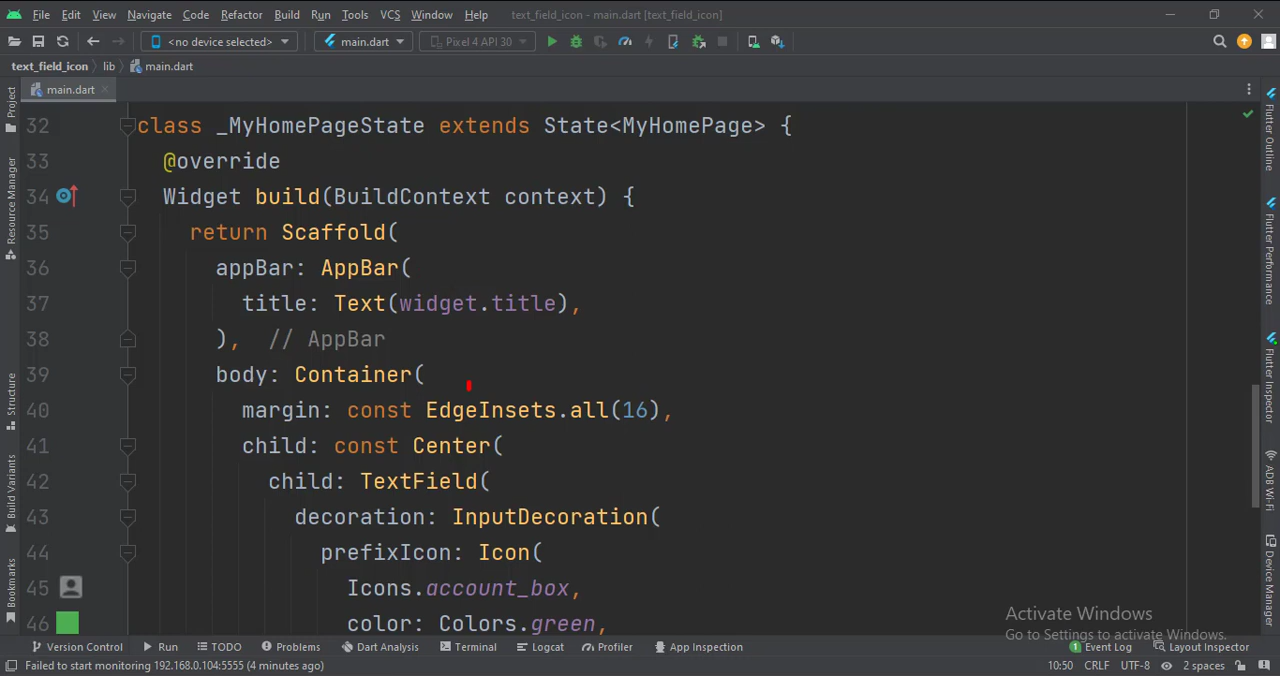 File Edit View Navigate Code Refactor Build Run Tools VCS Window Help text_field_icon - main.dart [text_field_icon]
<no device selected> main.dart Pixel 4 API 30
text_field_icon lib main.dart
main.dart
32 class _MyHomePageState extends State<MyHomePage> {
33 @override
34 Widget build(BuildContext context) {
35 return Scaffold(
36 appBar: AppBar(
37 title: Text(widget.title),
38 ), // AppBar
39 body: Container(
40 margin: const EdgeInsets.all(16),
41 child: const Center(
42 child: TextField(
43 decoration: InputDecoration(
44 prefixIcon: Icon(
45 Icons.account_box,
46 color: Colors.green,
Project
Resource Manager
Structure
Build Variants
Bookmarks
Flutter Outline
Flutter Performance
Flutter Inspector
ADB Wi-Fi
Device Manager
Activate Windows
Go to Settings to activate Windows.
Version Control Run TODO Problems Dart Analysis Terminal Logcat Profiler App Inspection 1 Event Log Layout Inspector
Failed to start monitoring 192.168.0.104:5555 (4 minutes ago) 10:50 CRLF UTF-8 2 spaces